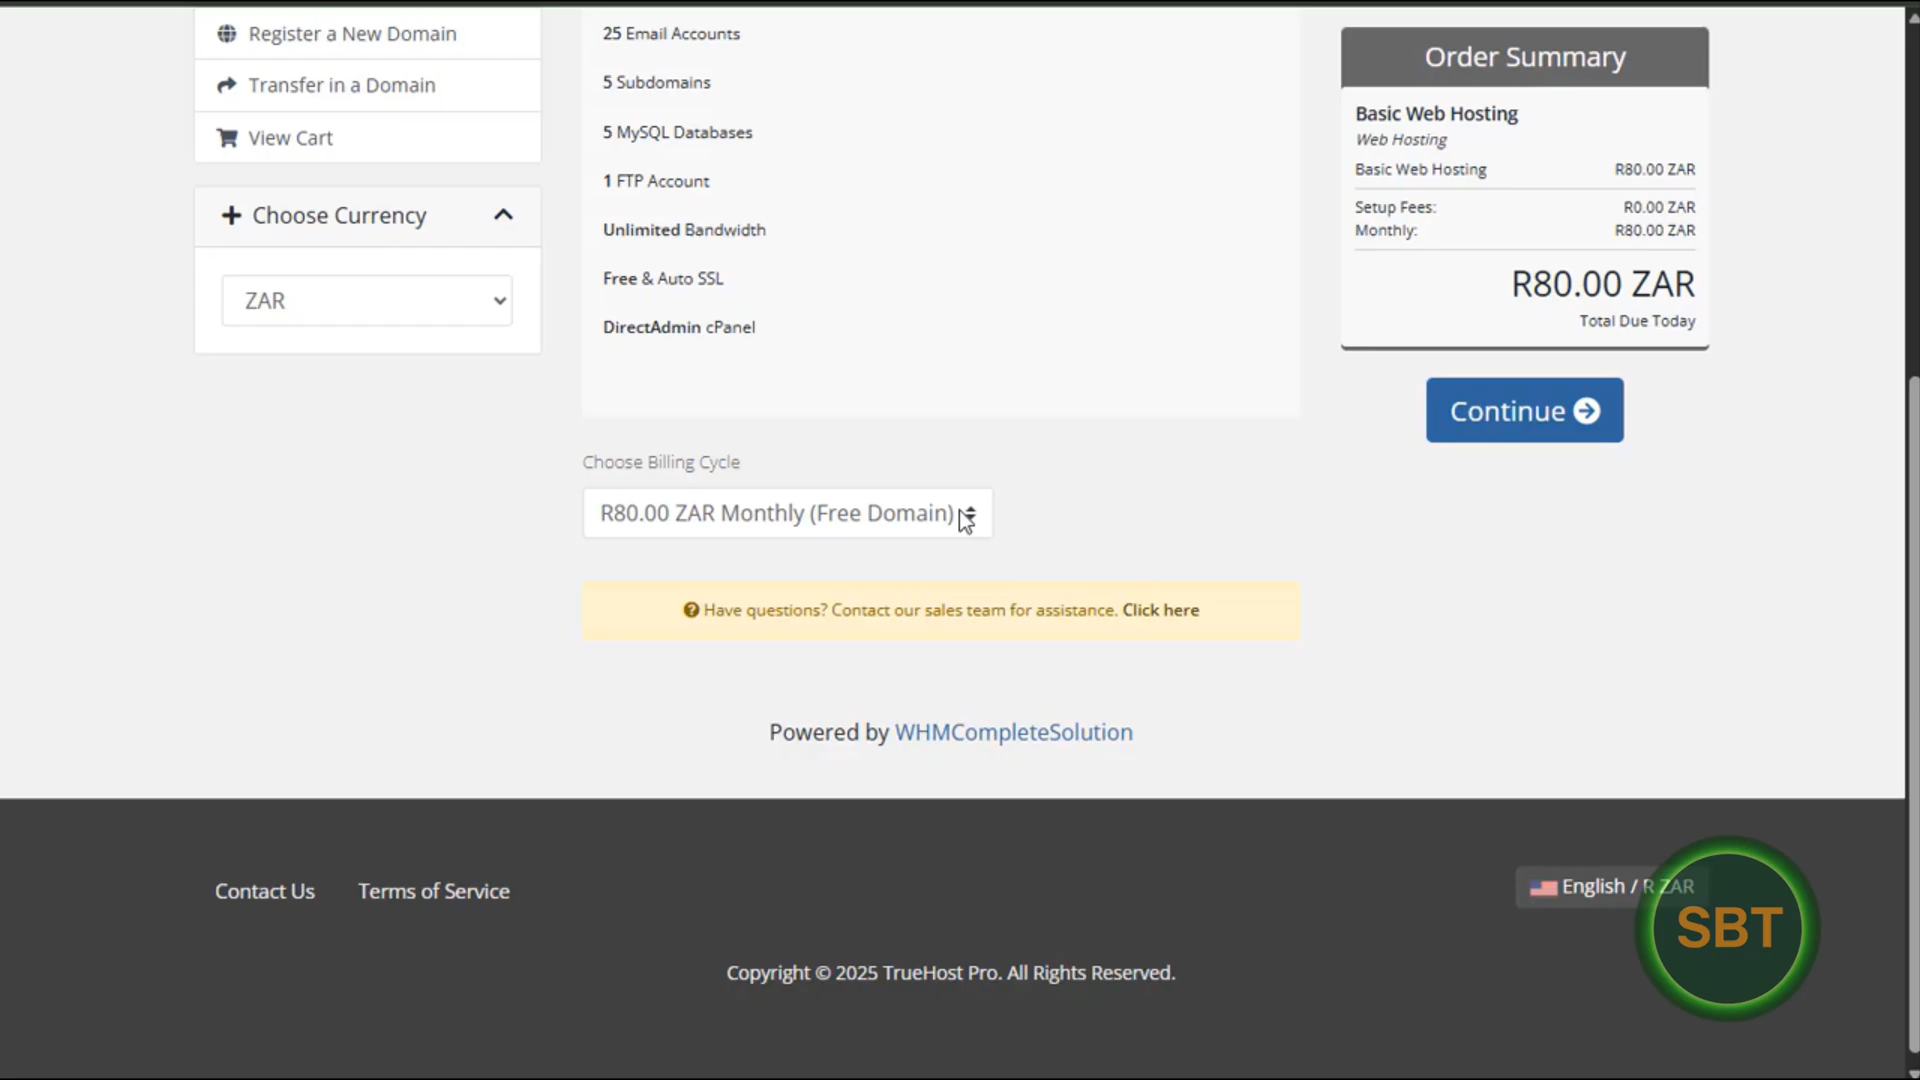 Register a New Domain
Transfer in a Domain
View Cart
Choose Currency
ZAR
25 Email Accounts
5 Subdomains
5 MySQL Databases
1 FTP Account
Unlimited Bandwidth
Free & Auto SSL
DirectAdmin cPanel
Choose Billing Cycle
R80.00 ZAR Monthly (Free Domain)
Have questions? Contact our sales team for assistance. Click here
Order Summary
Basic Web Hosting
Web Hosting
Basic Web Hosting R80.00 ZAR
Setup Fees: R0.00 ZAR
Monthly: R80.00 ZAR
R80.00 ZAR
Total Due Today
Continue
Powered by WHMCompleteSolution
Contact Us Terms of Service
English / R ZAR
SBT
Copyright © 2025 TrueHost Pro. All Rights Reserved.